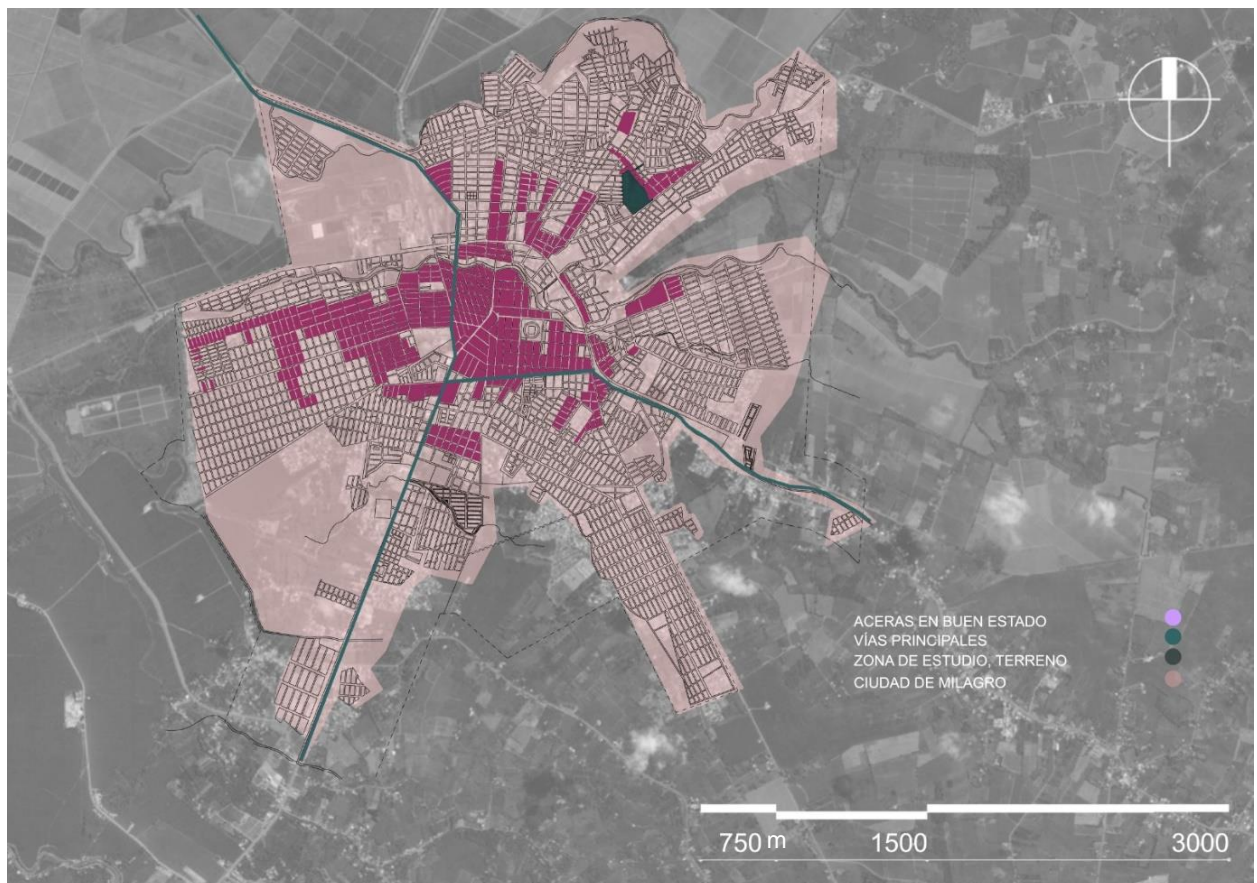 ACERAS EN BUEN ESTADO
VÍAS PRINCIPALES
ZONA DE ESTUDIO, TERRENO
CIUDAD DE MILAGRO
750 m 1500 3000